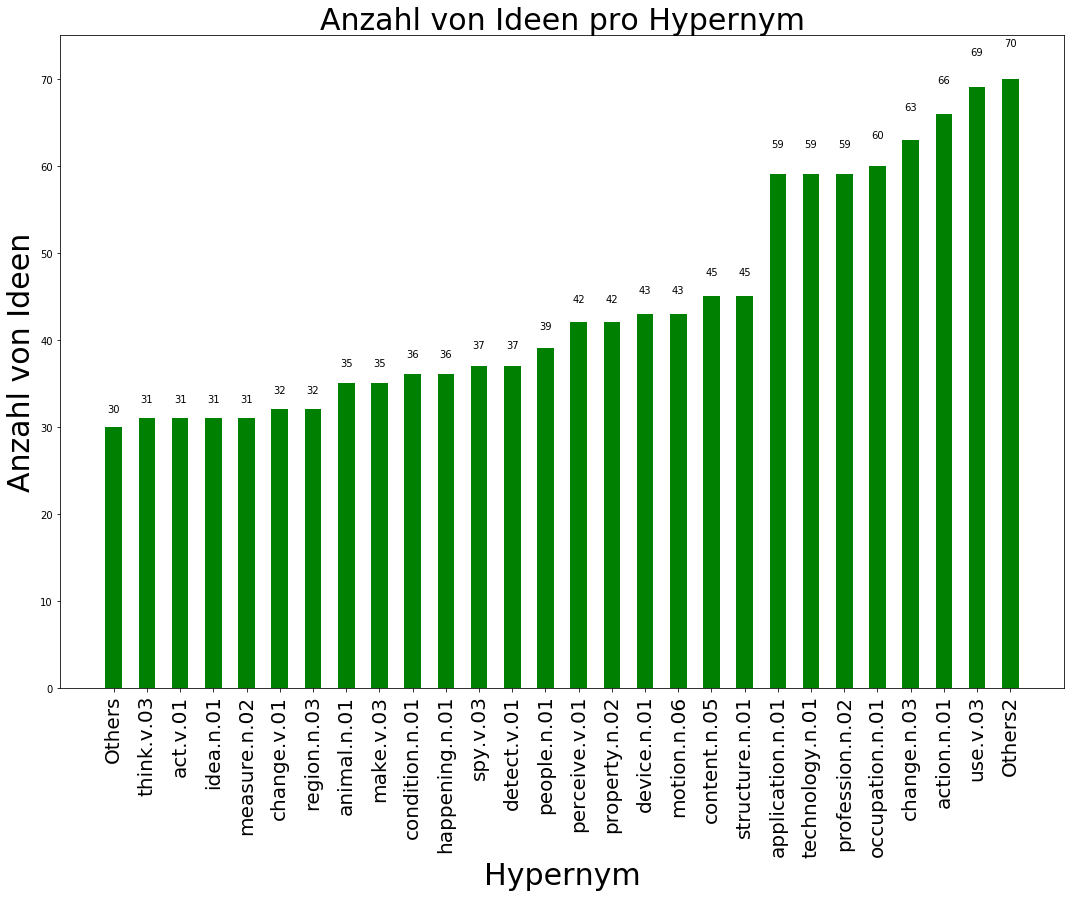 Anzahl von Ideen pro Hypernym
Anzahl von Ideen
70
60
50
40
30
20
10
0
30
31
31
31
31
32
32
35
35
36
36
37
37
39
42
42
43
43
45
45
59
59
59
60
63
66
69
70
Others
think.v.03
act.v.01
idea.n.01
measure.n.02
change.v.01
region.n.03
animal.n.01
make.v.03
condition.n.01
happening.n.01
spy.v.03
detect.v.01
people.n.01
perceive.v.01
property.n.02
device.n.01
motion.n.06
content.n.05
structure.n.01
application.n.01
technology.n.01
profession.n.02
occupation.n.01
change.n.03
action.n.01
use.v.03
Others2
Hypernym